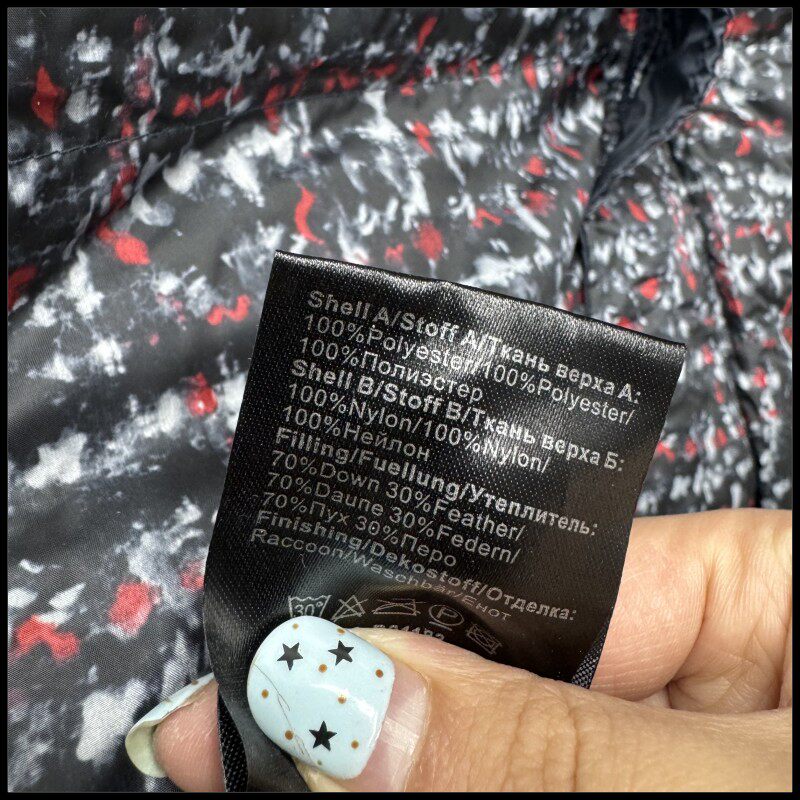 Shell A/Stoff A/Ткань верха А:
100%Polyester/100%Polyester/
100%Полиэстер
Shell B/Stoff B/Ткань верха Б:
100%Nylon/100%Nylon/
100%Нейлон
Filling/Fuellung/Утеплитель:
70%Down 30%Feather/
70%Daune 30%Federn/
70%Пух 30%Перо
Finishing/Dekostoff/Отделка:
Raccoon/Waschbär/Енот
30°
P